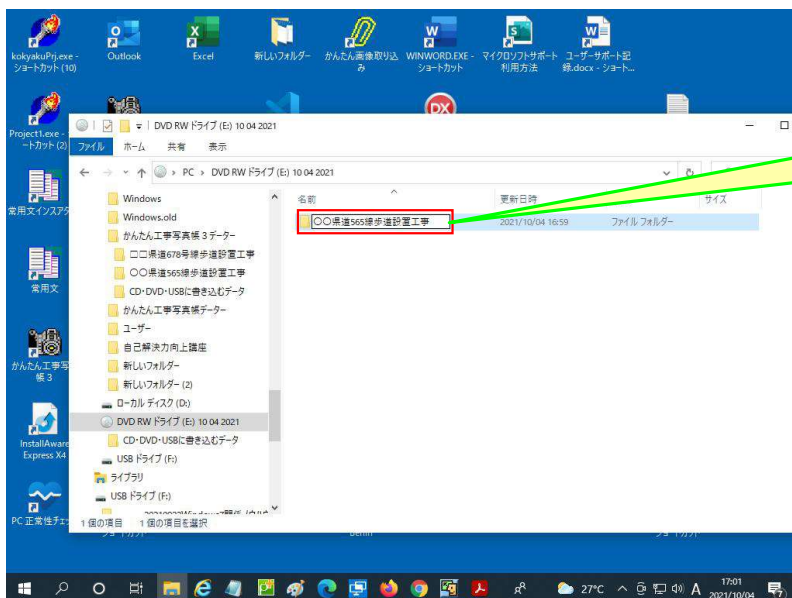 kokyakuPrj.exe -
ショートカット (10)
Outlook
Excel
新しいフォルダー
かんたん画像取り込
み
WINWORD.EXE -
ショートカット
マイクロソフトサポート
利用方法
ユーザーサポート記
録.docx - ショート...
Project1.exe -
ートカット (2)
DVD RW ドライブ (E:) 10 04 2021
ファイル ホーム 共有 表示
PC › DVD RW ドライブ (E:) 10 04 2021
名前 更新日時 サイズ
〇〇県道565線歩道設置工事 2021/10/04 16:59 ファイル フォルダー
Windows
Windows.old
かんたん工事写真帳３データー
□□県道678号線歩道設置工事
〇〇県道565線歩道設置工事
CD・DVD・USBに書き込むデータ
かんたん工事写真帳データー
ユーザー
自己解決力向上講座
新しいフォルダー
新しいフォルダー (2)
ローカル ディスク (D:)
DVD RW ドライブ (E:) 10 04 2021
CD・DVD・USBに書き込むデータ
USB ドライブ (F:)
ライブラリ
USB ドライブ (F:)
1 個の項目 1 個の項目を選択
常用文インスアラ
常用文
かんたん工事写
帳３
InstallAware
Express X4
PC 正常性チェ
27°C
A
17:01
2021/10/04